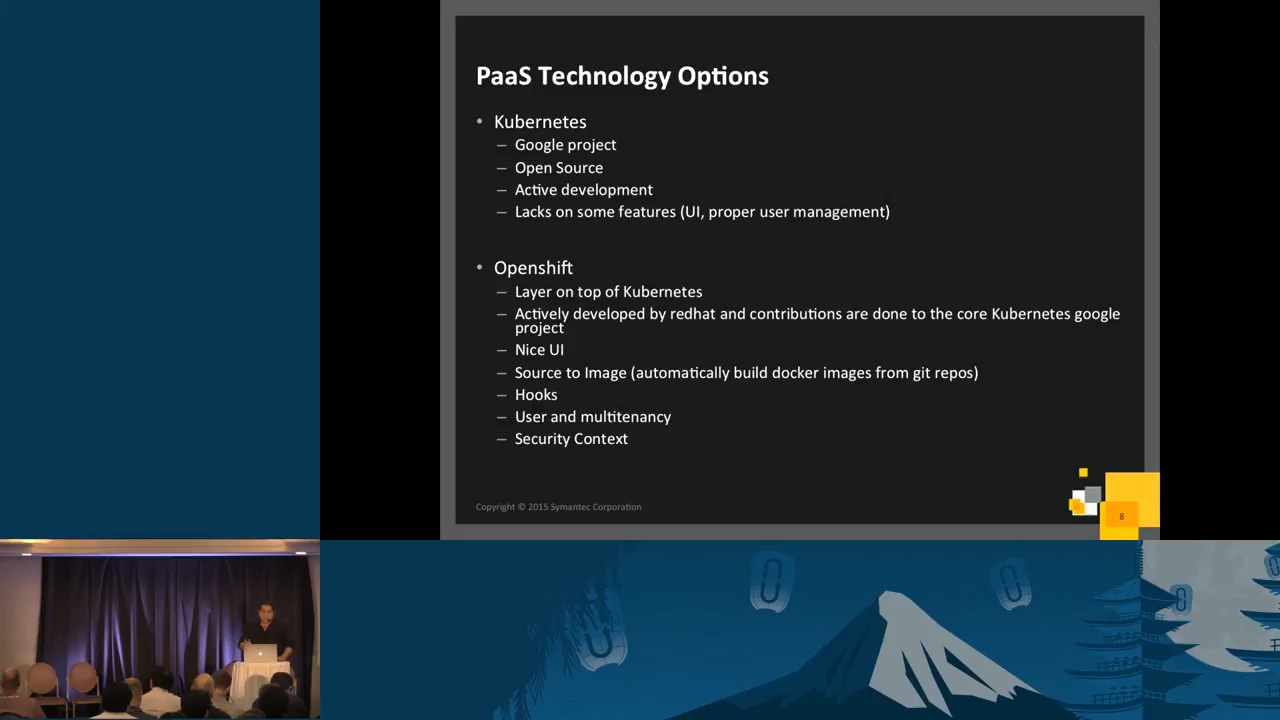 PaaS Technology Options
• Kubernetes
– Google project
– Open Source
– Active development
– Lacks on some features (UI, proper user management)
• Openshift
– Layer on top of Kubernetes
– Actively developed by redhat and contributions are done to the core Kubernetes google
project
– Nice UI
– Source to Image (automatically build docker images from git repos)
– Hooks
– User and multitenancy
– Security Context
Copyright © 2015 Symantec Corporation
8